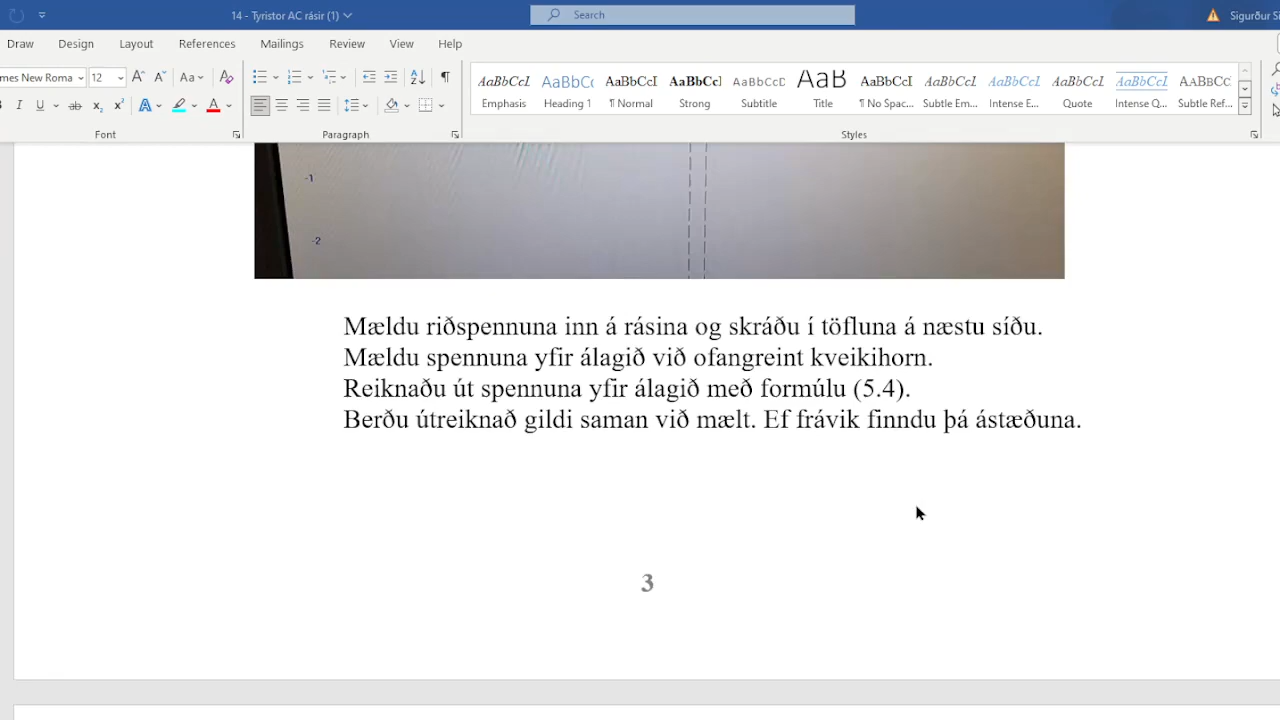 14 - Tyristor AC rásir (1)
Search
Sigurður
Draw Design Layout References Mailings Review View Help
12
Aa
AaBbCcI AaBbCc AaBbCcI AaBbCcI AaBbCcD AaB AaBbCcI AaBbCcI AaBbCcI AaBbCcI AaBbCcI AABBCC
Emphasis Heading 1 ¶ Normal Strong Subtitle Title ¶ No Spac... Subtle Em... Intense E... Quote Intense Q... Subtle Ref...
Font Paragraph Styles
-1
-2
Mældu riðspennuna inn á rásina og skráðu í töfluna á næstu síðu.
Mældu spennuna yfir álagið við ofangreint kveikihorn.
Reiknaðu út spennuna yfir álagið með formúlu (5.4).
Berðu útreiknað gildi saman við mælt. Ef frávik finndu þá ástæðuna.
3